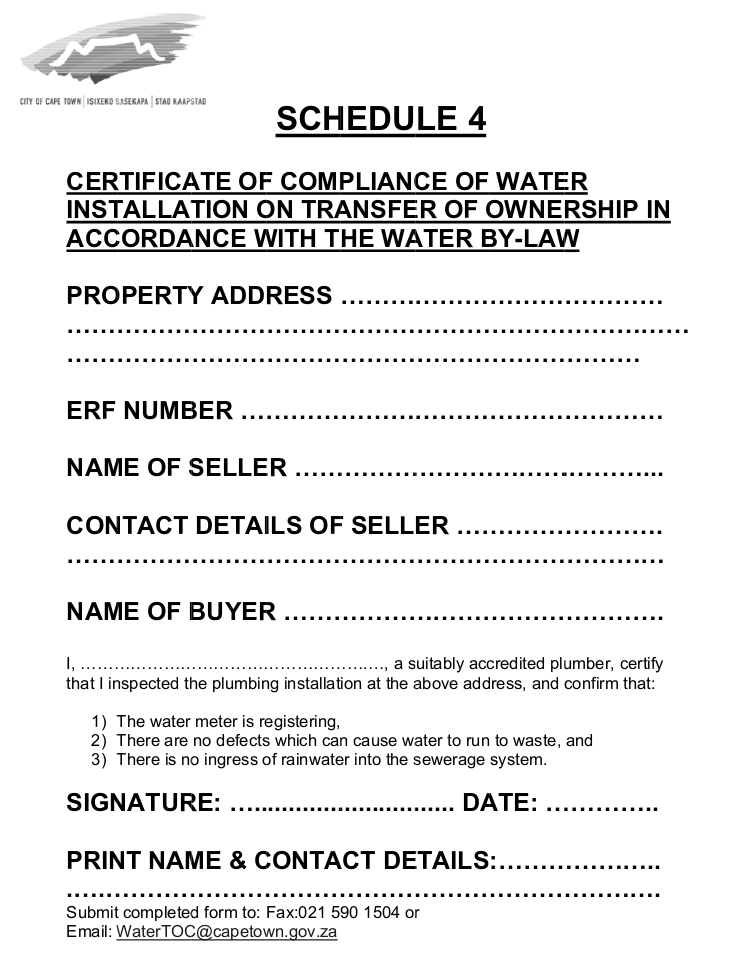 CITY OF CAPE TOWN | ISIXEKO SASEKAPA | STAD KAAPSTAD
SCHEDULE 4
CERTIFICATE OF COMPLIANCE OF WATER
INSTALLATION ON TRANSFER OF OWNERSHIP IN
ACCORDANCE WITH THE WATER BY-LAW
PROPERTY ADDRESS …………………………………
…………………………………………………………………
……………………………………………………………
ERF NUMBER ……………………………………………
NAME OF SELLER ……………………………………...
CONTACT DETAILS OF SELLER …………………….
………………………………………………………………
NAME OF BUYER ……………………………………….
I, ……………………………………………, a suitably accredited plumber, certify
that I inspected the plumbing installation at the above address, and confirm that:
1) The water meter is registering,
2) There are no defects which can cause water to run to waste, and
3) There is no ingress of rainwater into the sewerage system.
SIGNATURE: …......................... DATE: …………..
PRINT NAME & CONTACT DETAILS:………………..
…………………………………………………………….
Submit completed form to: Fax:021 590 1504 or
Email: WaterTOC@capetown.gov.za